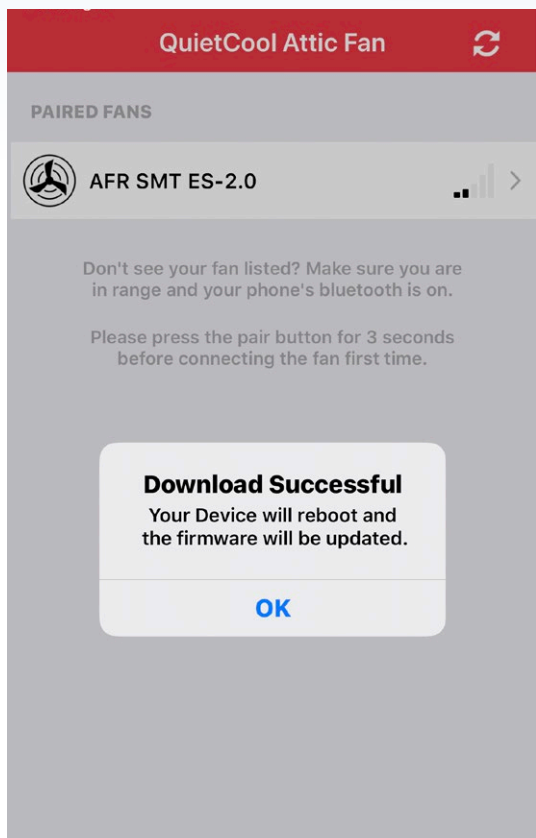 QuietCool Attic Fan
PAIRED FANS
AFR SMT ES-2.0
Don't see your fan listed? Make sure you are
in range and your phone's bluetooth is on.
Please press the pair button for 3 seconds
before connecting the fan first time.
Download Successful
Your Device will reboot and
the firmware will be updated.
OK